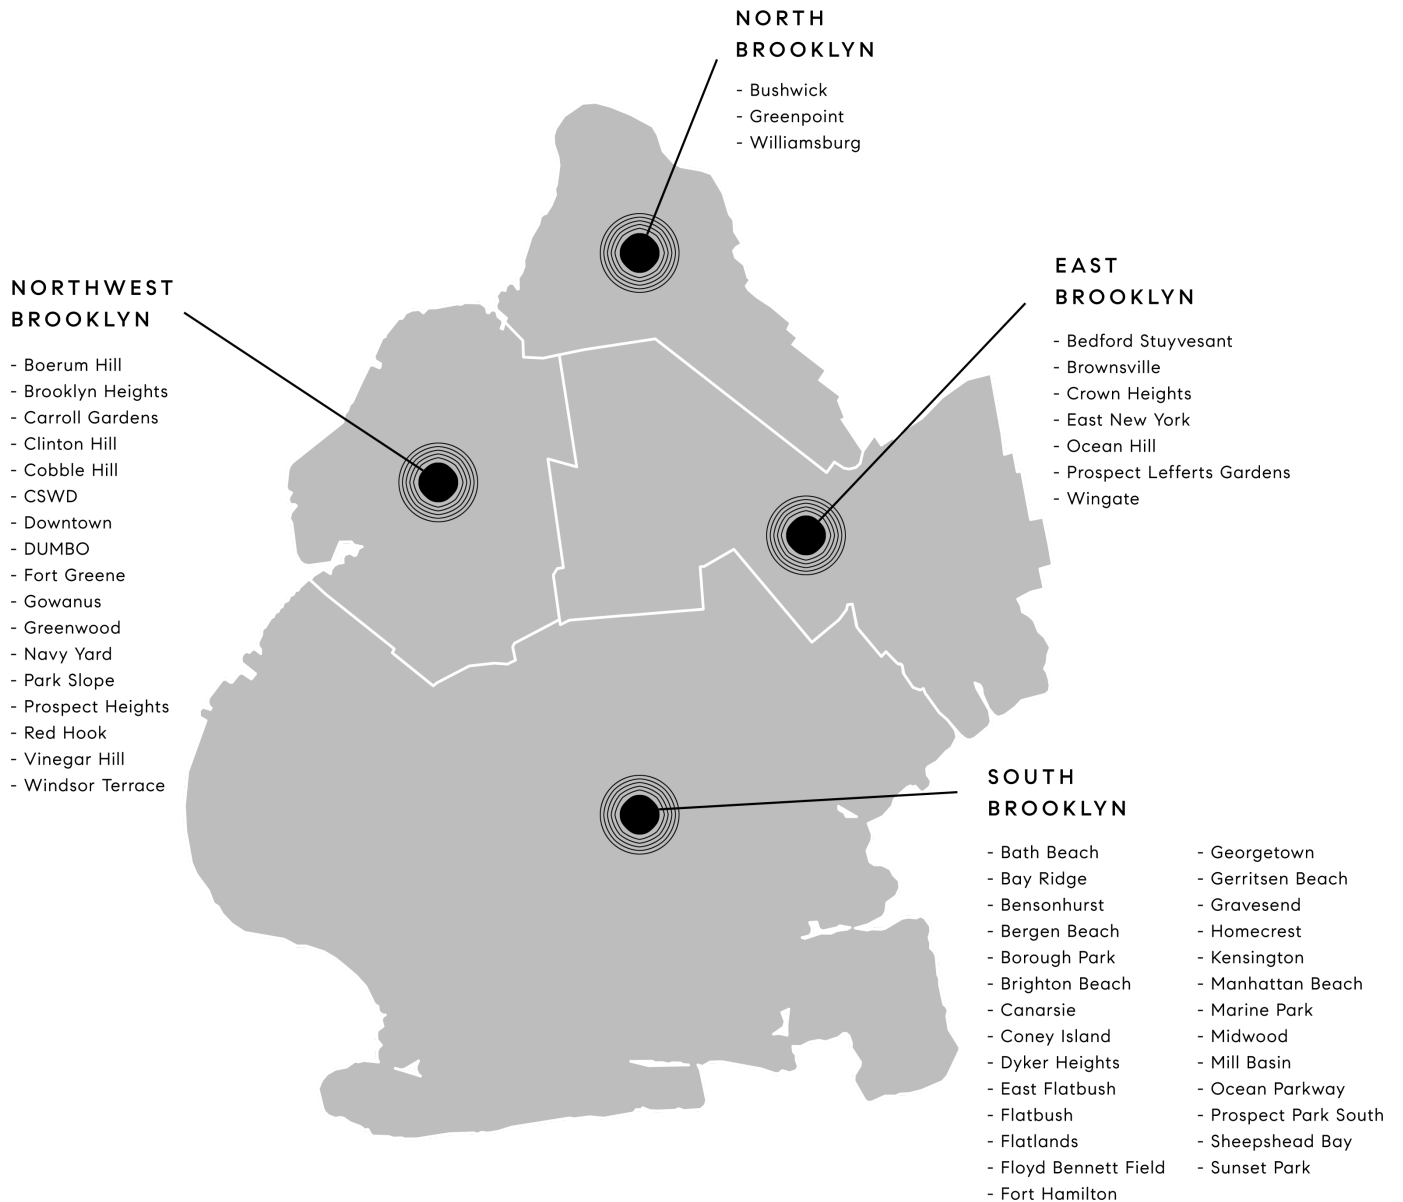 NORTH
BROOKLYN
- Bushwick
- Greenpoint
- Williamsburg
NORTHWEST
BROOKLYN
- Boerum Hill
- Brooklyn Heights
- Carroll Gardens
- Clinton Hill
- Cobble Hill
- CSWD
- Downtown
- DUMBO
- Fort Greene
- Gowanus
- Greenwood
- Navy Yard
- Park Slope
- Prospect Heights
- Red Hook
- Vinegar Hill
- Windsor Terrace
EAST
BROOKLYN
- Bedford Stuyvesant
- Brownsville
- Crown Heights
- East New York
- Ocean Hill
- Prospect Lefferts Gardens
- Wingate
SOUTH
BROOKLYN
- Bath Beach
- Bay Ridge
- Bensonhurst
- Bergen Beach
- Borough Park
- Brighton Beach
- Canarsie
- Coney Island
- Dyker Heights
- East Flatbush
- Flatbush
- Flatlands
- Floyd Bennett Field
- Fort Hamilton
- Georgetown
- Gerritsen Beach
- Gravesend
- Homecrest
- Kensington
- Manhattan Beach
- Marine Park
- Midwood
- Mill Basin
- Ocean Parkway
- Prospect Park South
- Sheepshead Bay
- Sunset Park